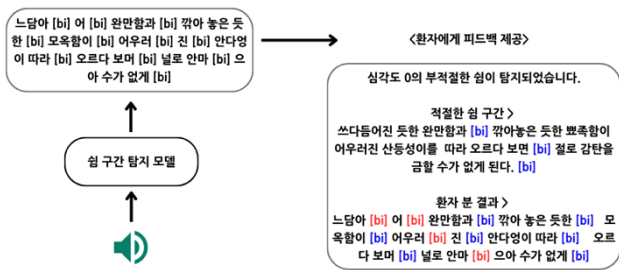 느담아 [bi] 어 [bi] 완만함과 [bi] 깎아 놓은 듯
한 [bi] 모옥함이 [bi] 어우러 [bi] 진 [bi] 안다엉
이 따라 [bi] 오르다 보머 [bi] 널로 안마 [bi] 으
아 수가 없게 [bi]
쉼 구간 탐지 모델
<환자에게 피드백 제공>
심각도 0의 부적절한 쉼이 탐지되었습니다.
적절한 쉼 구간 >
쓰다듬어진 듯한 완만함과 [bi] 깎아놓은 듯한 뾰족함이
어우러진 산등성이를 따라 오르다 보면 [bi] 절로 감탄을
금할 수가 없게 된다. [bi]
환자 분 결과 >
느담아 [bi] 어 [bi] 완만함과 [bi] 깎아 놓은 듯한 [bi] 모
옥함이 [bi] 어우러 [bi] 진 [bi] 안다엉이 따라 [bi] 오르
다 보머 [bi] 널로 안마 [bi] 으아 수가 없게 [bi]